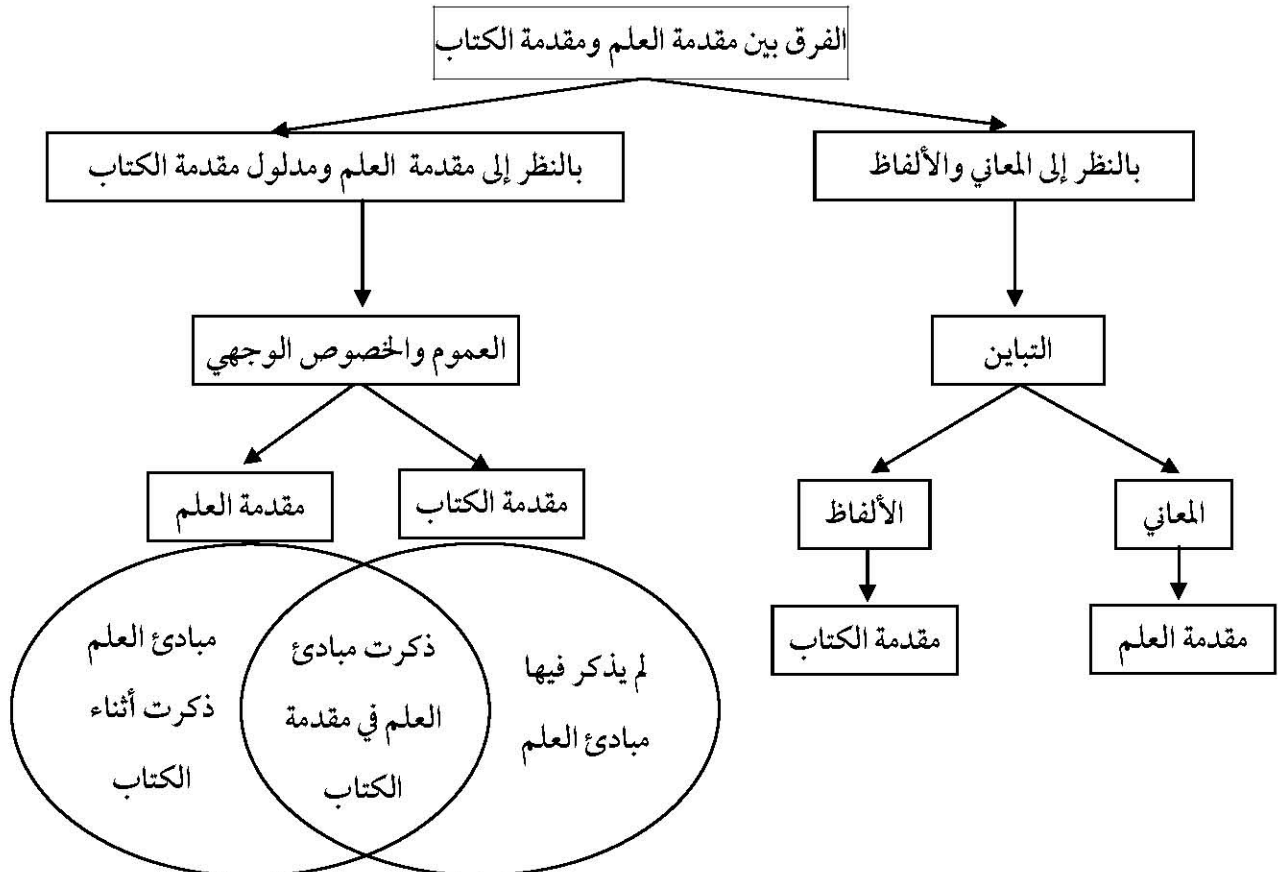 الفرق بين مقدمة العلم ومقدمة الكتاب
بالنظر إلى المعاني والألفاظ
بالنظر إلى مقدمة العلم ومدلول مقدمة الكتاب
التباين
العموم والخصوص الوجهي
المعاني
الألفاظ
مقدمة الكتاب
مقدمة العلم
مقدمة العلم
مقدمة الكتاب
لم يذكر فيها
مبادئ العلم
ذكرت مبادئ
العلم في مقدمة
الكتاب
مبادئ العلم
ذكرت أثناء
الكتاب